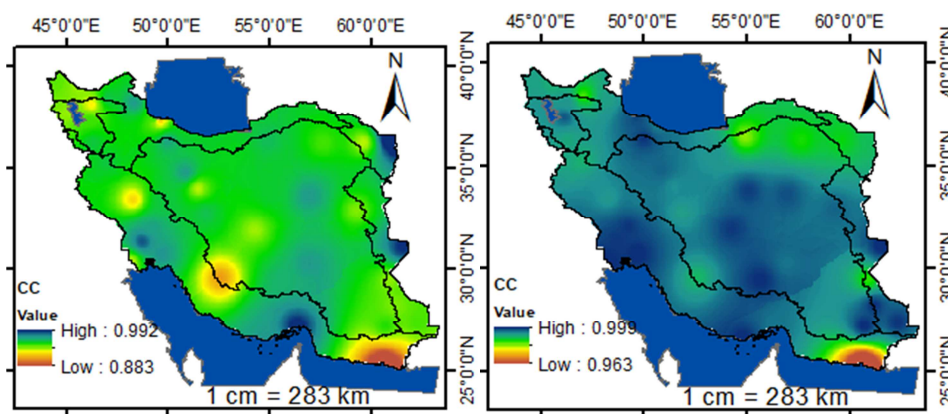 45°0'0"E 50°0'0"E 55°0'0"E 60°0'0"E
N
40°0'0"N
35°0'0"N
30°0'0"N
25°0'0"N
CC
Value
High : 0.992
Low : 0.883
1 cm = 283 km
45°0'0"E 50°0'0"E 55°0'0"E 60°0'0"E
N
40°0'0"N
35°0'0"N
30°0'0"N
25°0'0"N
CC
Value
High : 0.999
Low : 0.963
1 cm = 283 km